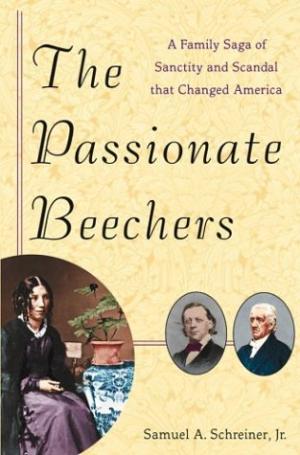 A Family Saga of
Sanctity and Scandal
that Changed America
The
Passionate
Beechers
Samuel A. Schreiner, Jr.